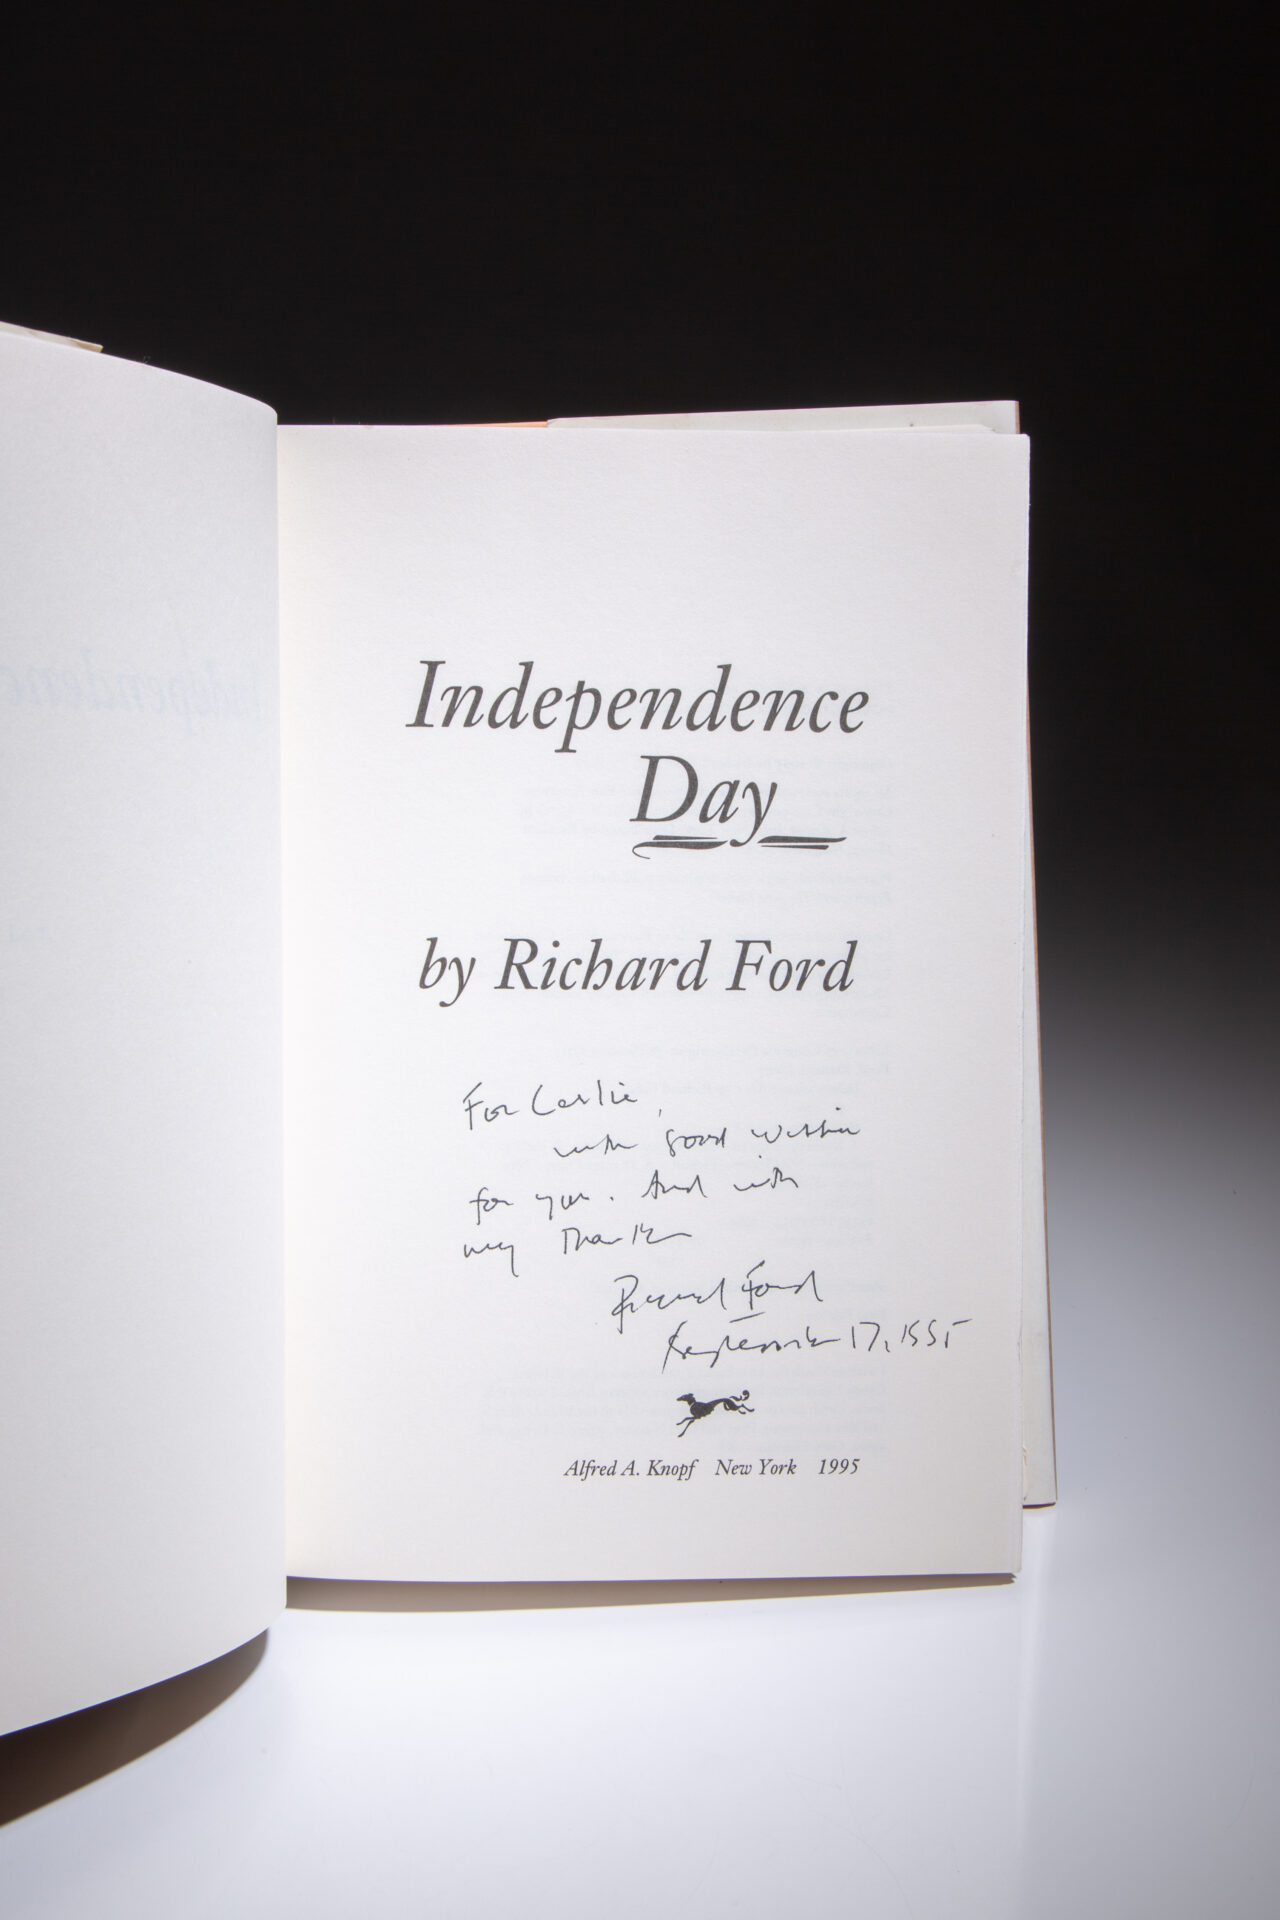 Independence
Day
by Richard Ford
For Leslie,
with good wishes
for you. And with
my thanks
Richard Ford
September 17, 1995
Alfred A. Knopf New York 1995